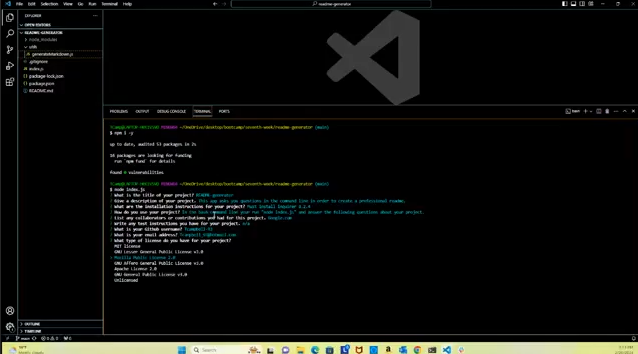 File Edit Selection View Go Run Terminal Help
readme-generator
EXPLORER
OPEN EDITORS
README-GENERATOR
node_modules
utils
generateMarkdown.js
.gitignore
index.js
package-lock.json
package.json
README.md
PROBLEMS OUTPUT DEBUG CONSOLE TERMINAL PORTS
~/OneDrive/desktop/bootcamp/seventh-week/readme-generator (main)
$ npm i -y
up to date, audited 53 packages in 2s
18 packages are looking for funding
run `npm fund` for details
found 0 vulnerabilities
~/OneDrive/desktop/bootcamp/seventh-week/readme-generator (main)
$ node index.js
? What is the title of your project? README-generator
? Give a description of your project. This app asks you questions in the command line in order to create a professional readme.
? What are the installation instructions for your project? Must install Inquirer 8.2.4
? How do you use your project? In the bash command line your run "node index.js" and answer the following questions about your project.
? List any collaborators or contributions you had for this project. Google.com
? Write any test instructions you have for your project. n/a
? What is your Github username?
? What is your email address?
? What type of license do you have for your project?
MIT license
GNU Lesser General Public License v3.0
> Mozilla Public License 2.0
GNU Affero General Public License v3.0
Apache License 2.0
GNU General Public License v3.0
Unlicensed
OUTLINE
TIMELINE
main
Search